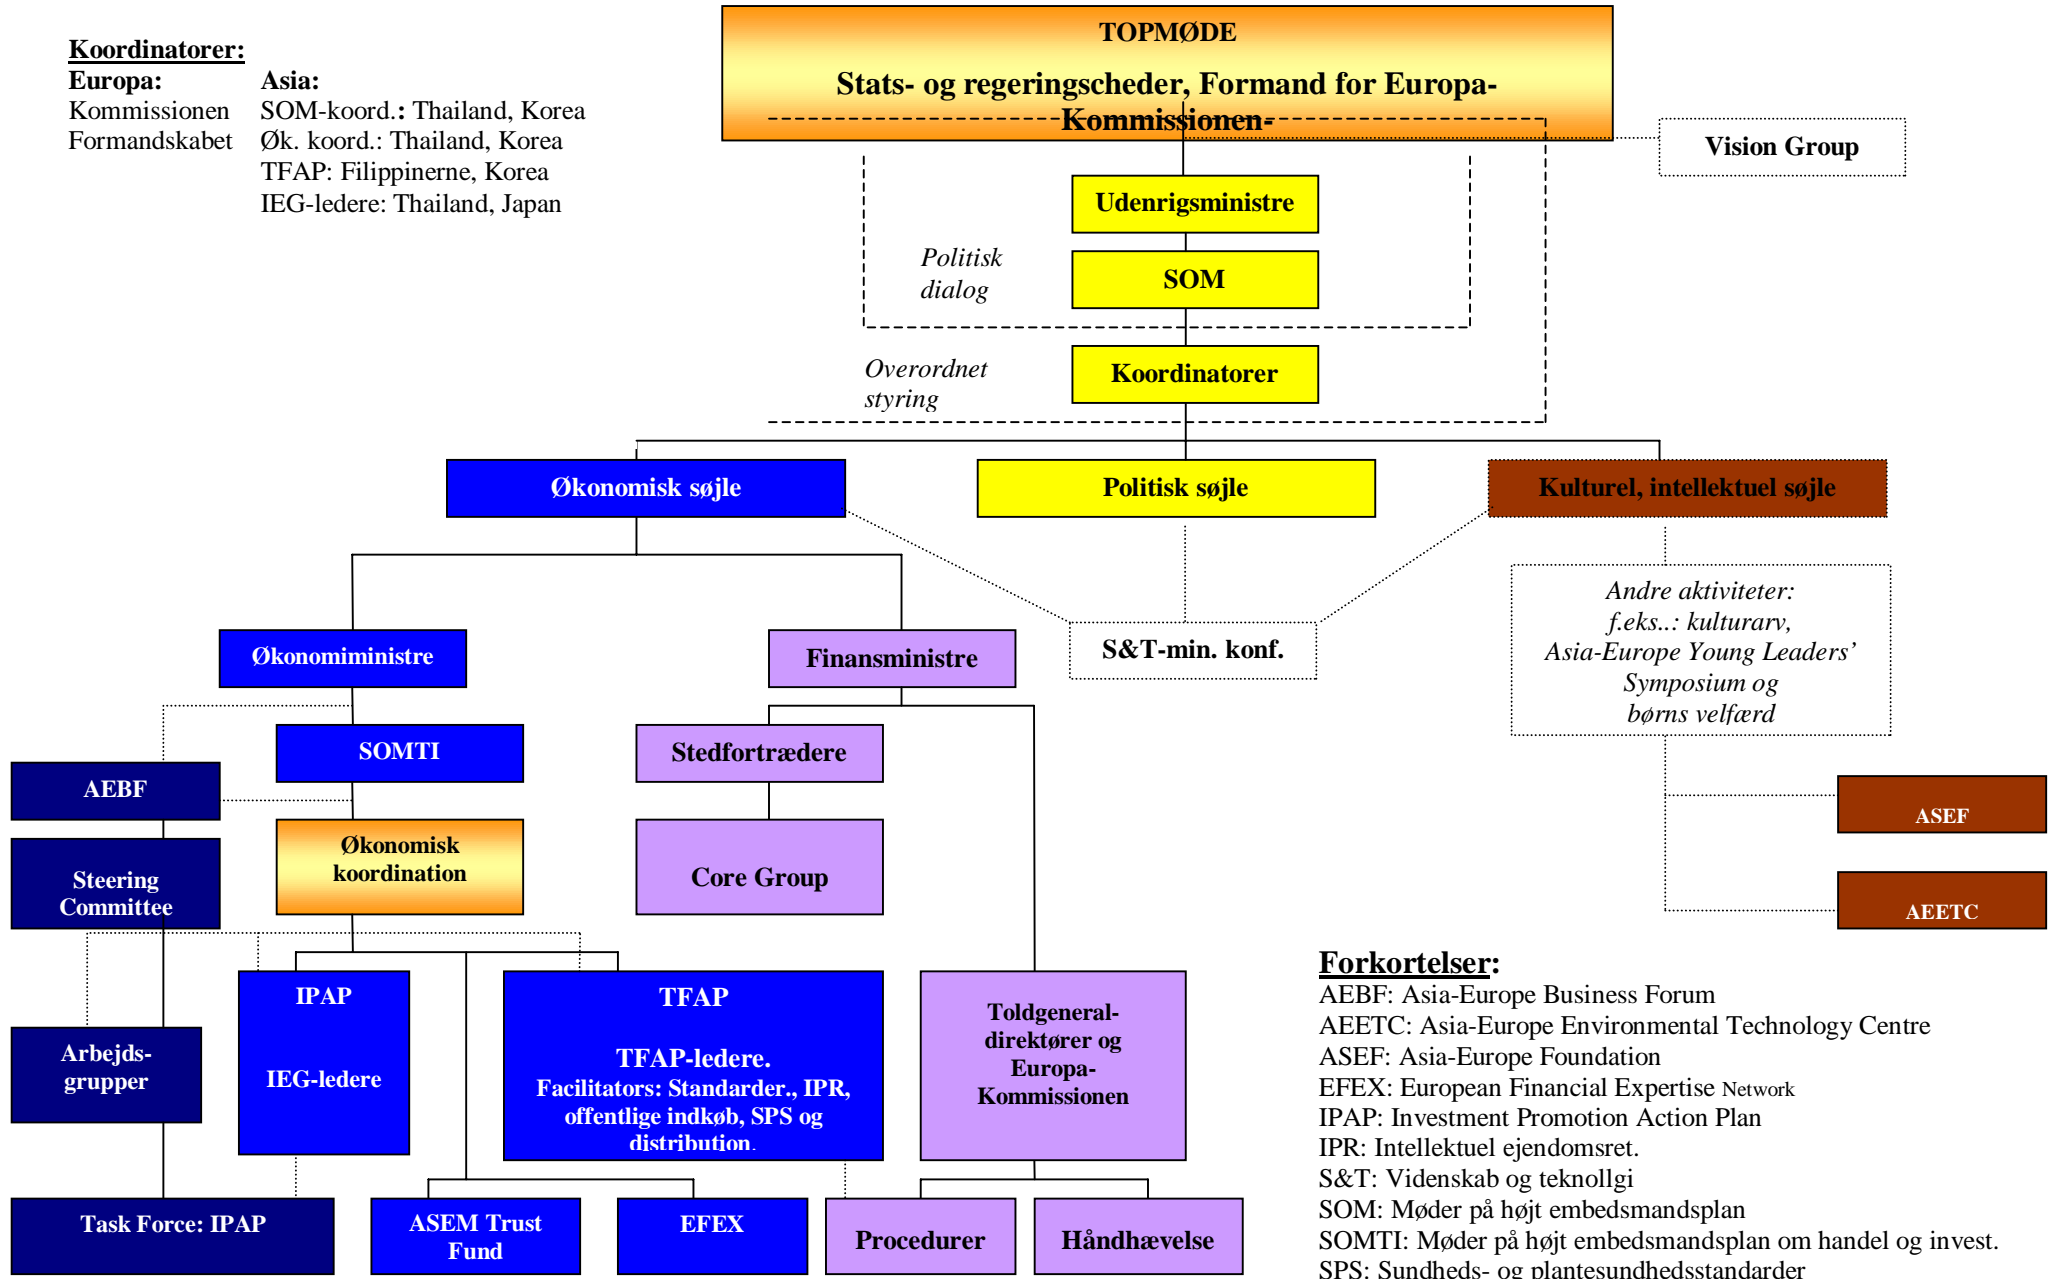 Koordinatorer:
Europa: Asia:
Kommissionen SOM-koord.: Thailand, Korea
Formandskabet Øk. koord.: Thailand, Korea
TFAP: Filippinerne, Korea
IEG-ledere: Thailand, Japan
TOPMØDE
Stats- og regeringscheder, Formand for Europa-
Kommissionen-
Vision Group
Udenrigsministre
Politisk
dialog
SOM
Overordnet
styring
Koordinatorer
Økonomisk søjle
Politisk søjle
Kulturel, intellektuel søjle
Andre aktiviteter:
f.eks..: kulturarv,
Asia-Europe Young Leaders’
Symposium og
børns velfærd
Økonomiministre
Finansministre
S&T-min. konf.
SOMTI
Stedfortrædere
AEBF
ASEF
Økonomisk
koordination
Steering
Committee
Core Group
AEETC
IPAP
IEG-ledere
TFAP
TFAP-ledere.
Facilitators: Standarder., IPR,
offentlige indkøb, SPS og
distribution.
Toldgeneral-
direktører og
Europa-
Kommissionen
Arbejds-
grupper
Task Force: IPAP
ASEM Trust
Fund
EFEX
Procedurer
Håndhævelse
Forkortelser:
AEBF: Asia-Europe Business Forum
AEETC: Asia-Europe Environmental Technology Centre
ASEF: Asia-Europe Foundation
EFEX: European Financial Expertise Network
IPAP: Investment Promotion Action Plan
IPR: Intellektuel ejendomsret.
S&T: Videnskab og teknollgi
SOM: Møder på højt embedsmandsplan
SOMTI: Møder på højt embedsmandsplan om handel og invest.
SPS: Sundheds- og plantesundhedsstandarder